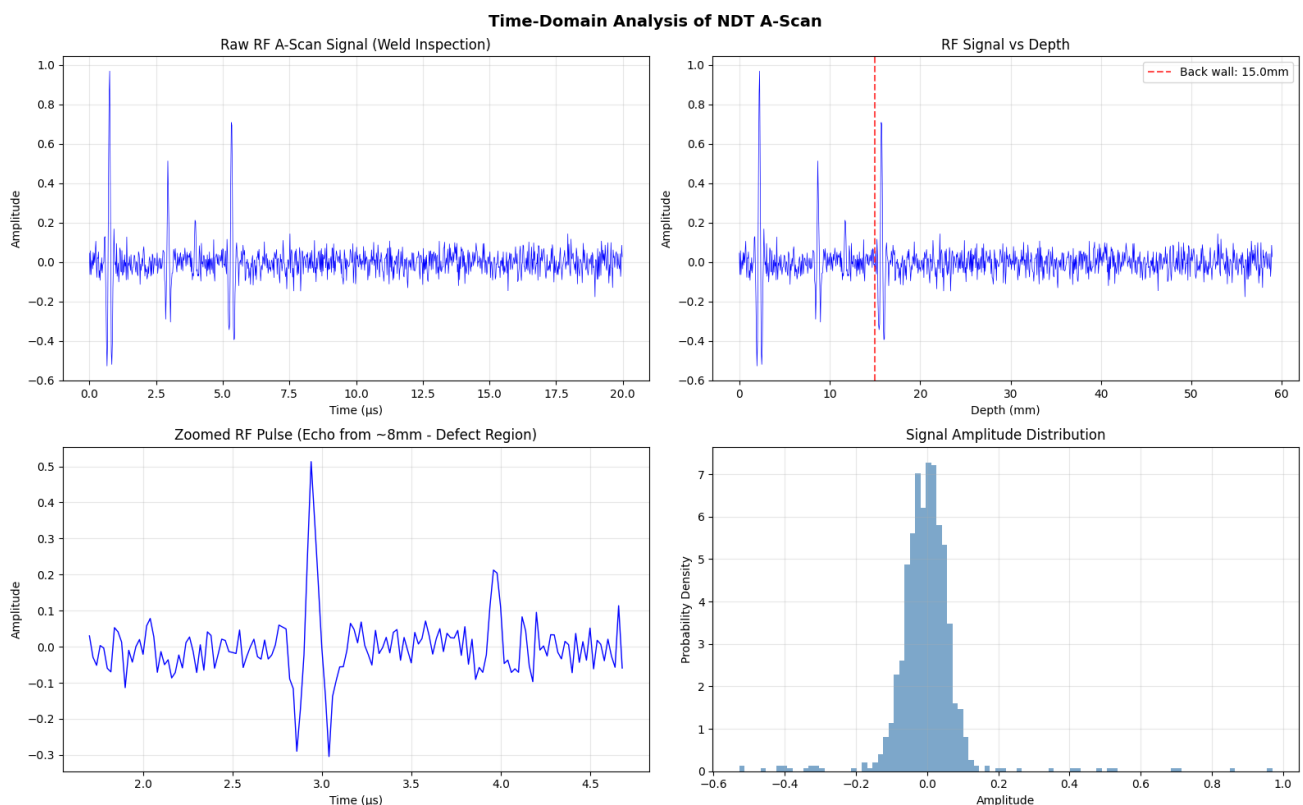 Time-Domain Analysis of NDT A-Scan
Raw RF A-Scan Signal (Weld Inspection)
1.0
0.8
0.6
0.4
0.2
0.0
−0.2
−0.4
−0.6
Amplitude
0.0 2.5 5.0 7.5 10.0 12.5 15.0 17.5 20.0
Time (μs)
RF Signal vs Depth
Back wall: 15.0mm
1.0
0.8
0.6
0.4
0.2
0.0
−0.2
−0.4
−0.6
Amplitude
0 10 20 30 40 50 60
Depth (mm)
Zoomed RF Pulse (Echo from ~8mm - Defect Region)
0.5
0.4
0.3
0.2
0.1
0.0
−0.1
−0.2
−0.3
Amplitude
2.0 2.5 3.0 3.5 4.0 4.5
Time (μs)
Signal Amplitude Distribution
7
6
5
4
3
2
1
0
Probability Density
−0.6 −0.4 −0.2 0.0 0.2 0.4 0.6 0.8 1.0
Amplitude